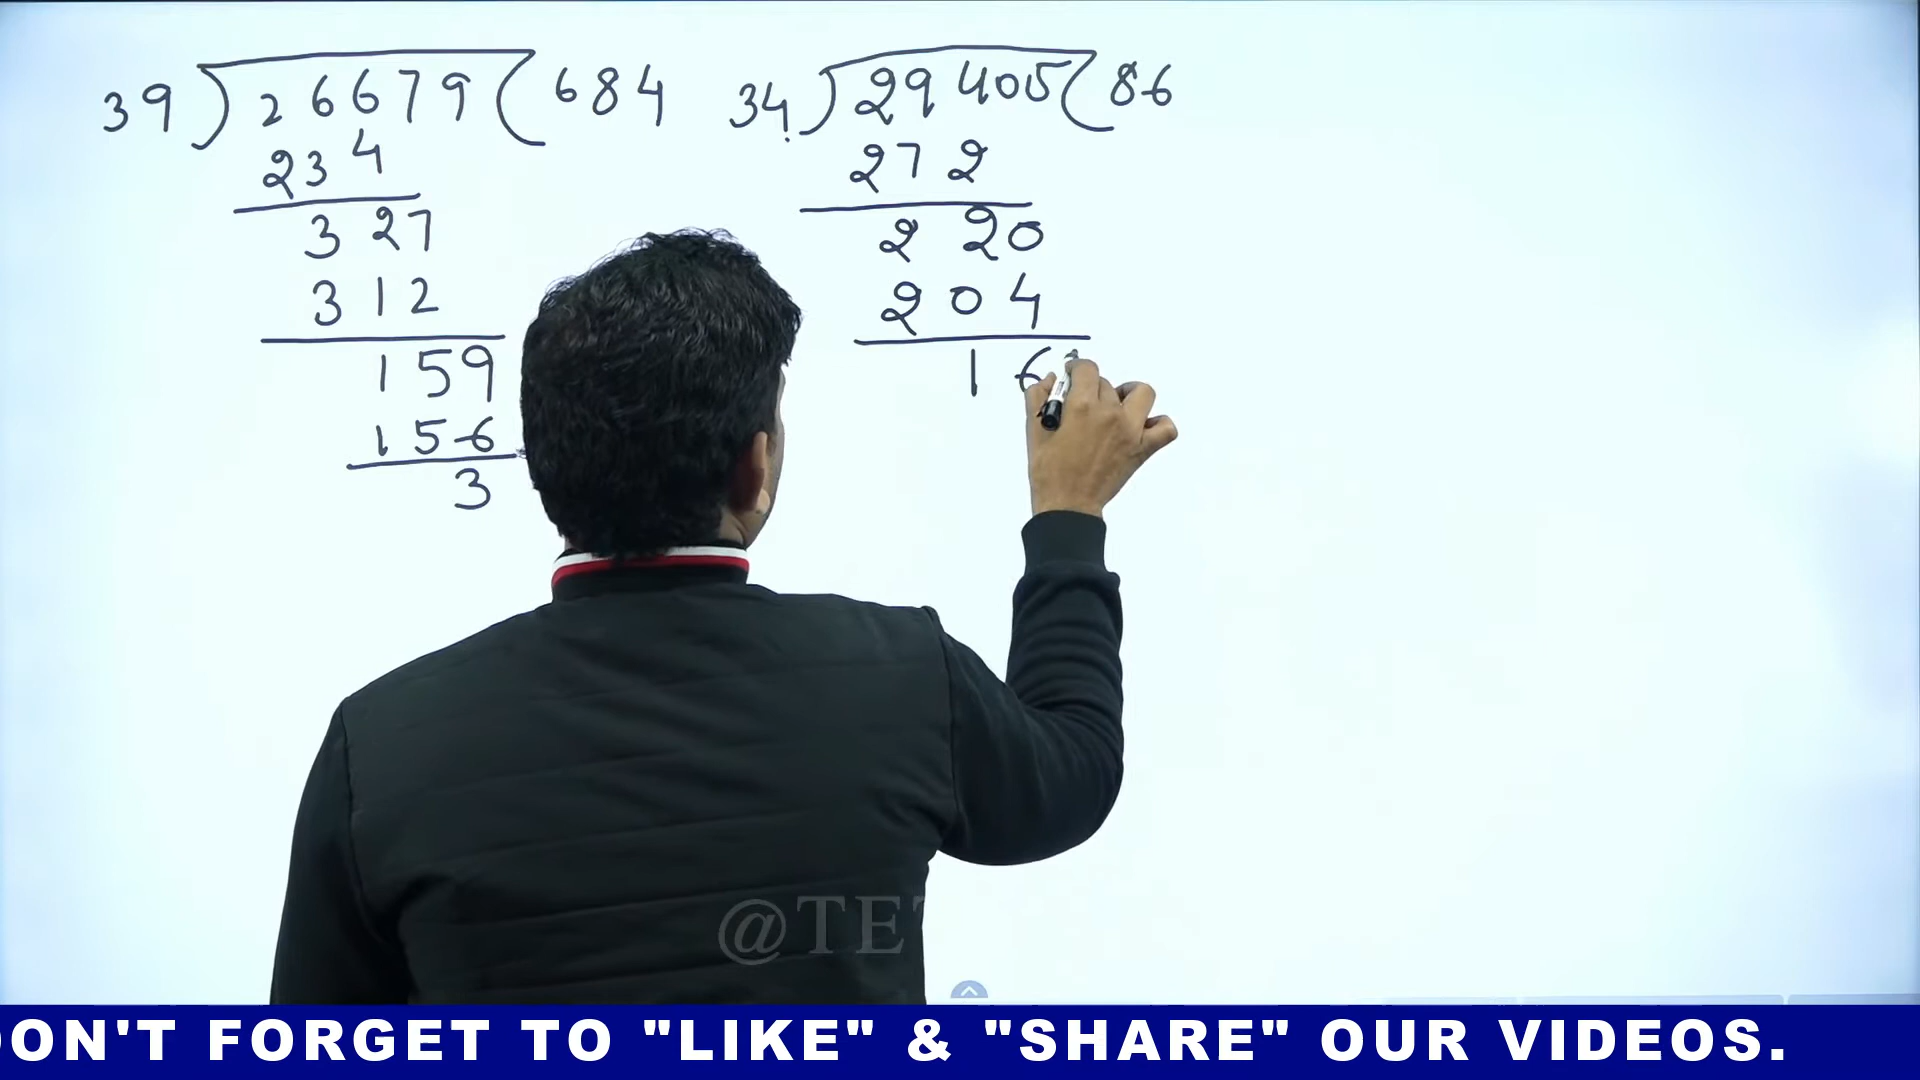 39 ) 26679 ( 684
234
327
312
159
156
3
34 ) 29405 ( 86
272
220
204
16
@TET
DON'T FORGET TO "LIKE" & "SHARE" OUR VIDEOS.